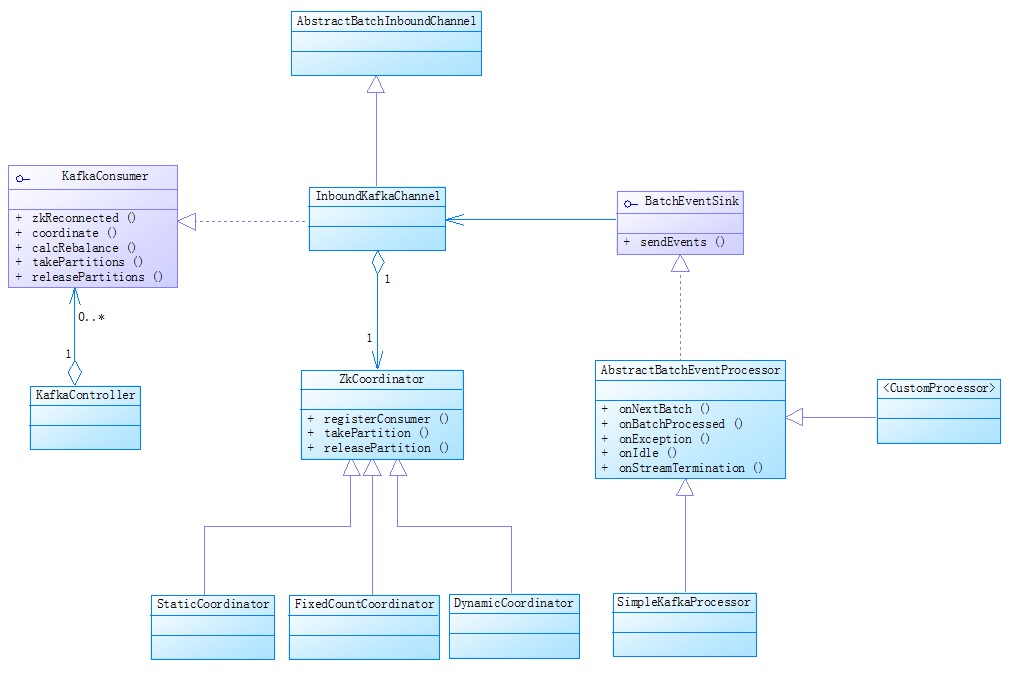 AbstractBatchInboundChannel
KafkaConsumer
+ zkReconnected ()
+ coordinate ()
+ calcRebalance ()
+ takePartitions ()
+ releasePartitions ()
InboundKafkaChannel
BatchEventSink
+ sendEvents ()
1
0..*
1
1
KafkaController
ZkCoordinator
+ registerConsumer ()
+ takePartition ()
+ releasePartition ()
AbstractBatchEventProcessor
+ onNextBatch ()
+ onBatchProcessed ()
+ onException ()
+ onIdle ()
+ onStreamTermination ()
<CustomProcessor>
StaticCoordinator
FixedCountCoordinator
DynamicCoordinator
SimpleKafkaProcessor